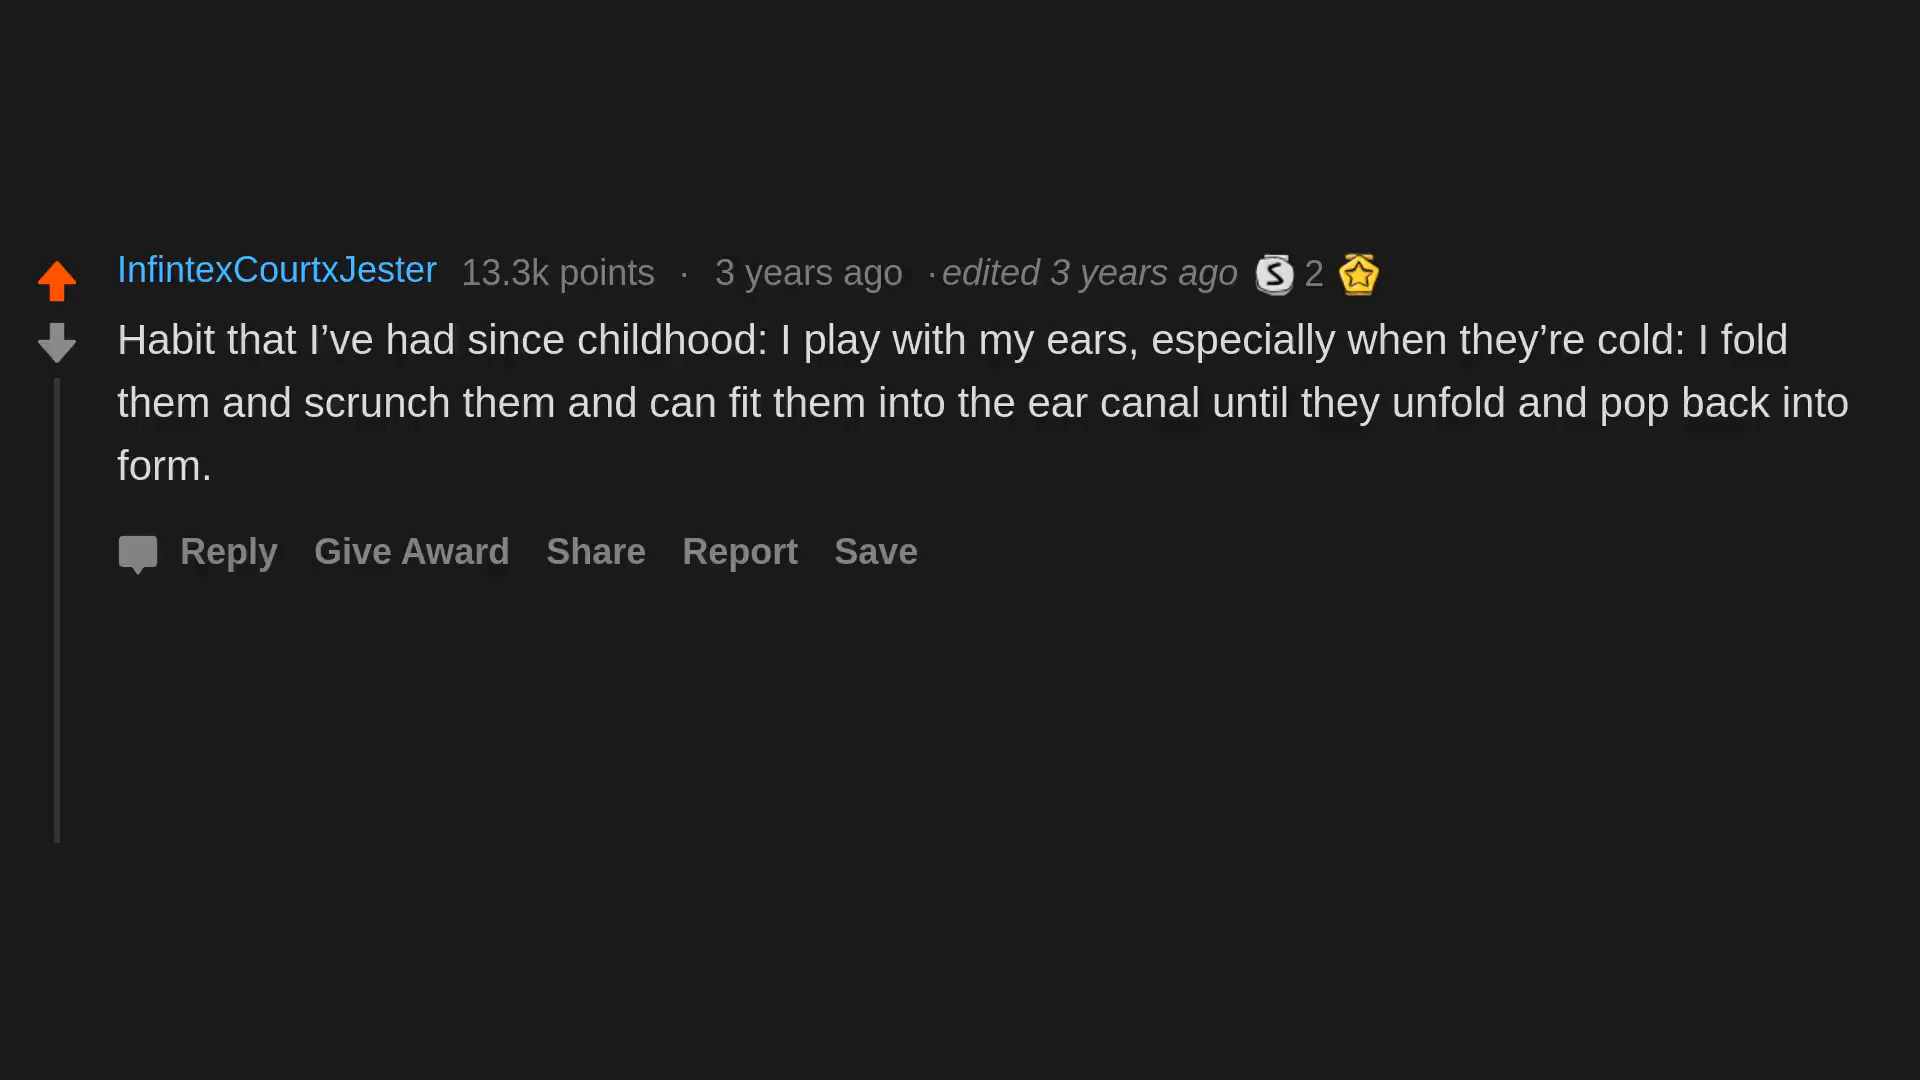 InfintexCourtxJester 13.3k points · 3 years ago ·edited 3 years ago S 2
Habit that I’ve had since childhood: I play with my ears, especially when they’re cold: I fold
them and scrunch them and can fit them into the ear canal until they unfold and pop back into
form.
Reply Give Award Share Report Save